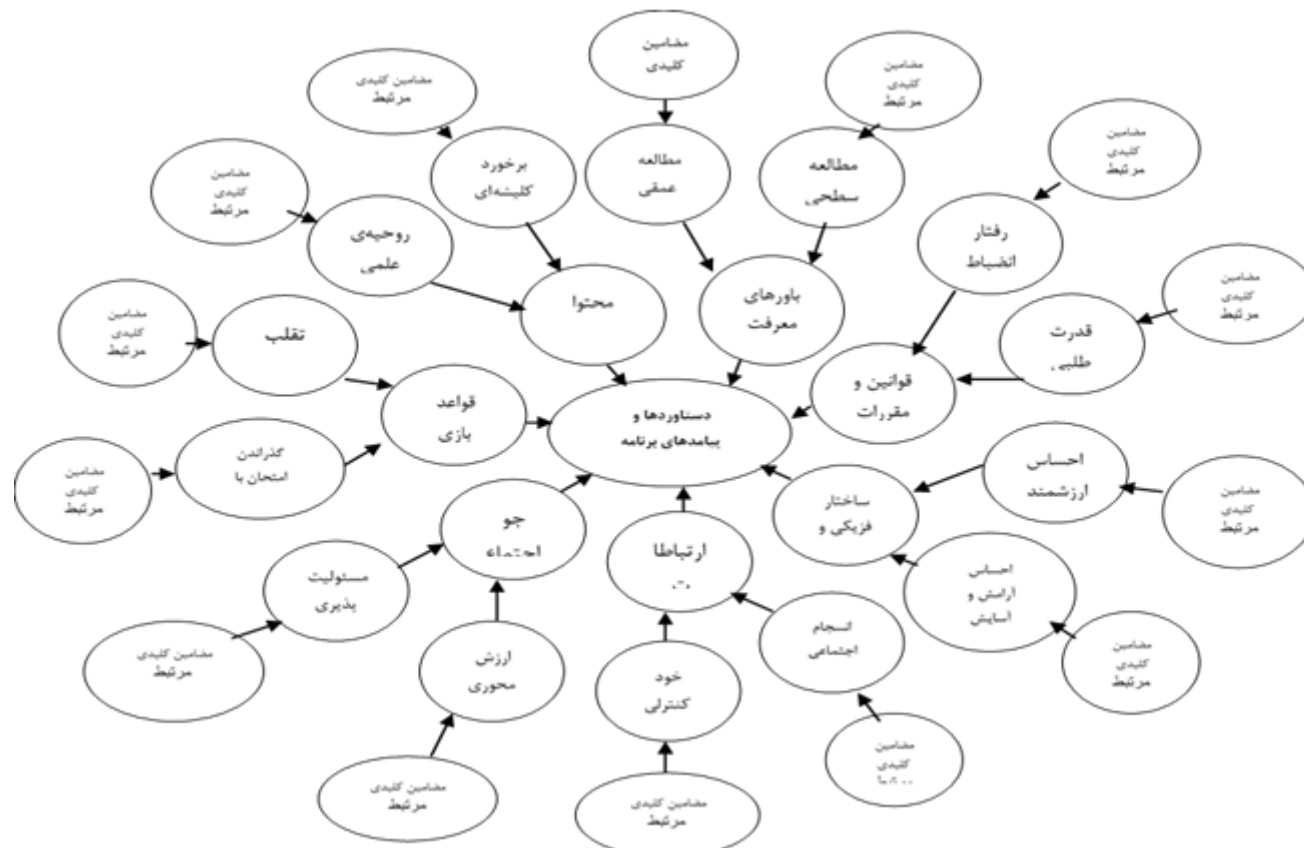 مضامین
کلیدی
مضامین
کلیدی
مرتبط
مضامین کلیدی
مرتبط
مضامین
کلیدی
مرتبط
مطالعه
عمقی
مطالعه
سطحی
برخورد
کلیشه‌ای
مضامین
کلیدی
مرتبط
رفتار
انضباط
روحیه‌ی
علمی
مضامین
کلیدی
مرتبط
باورهای
معرفت
محتوا
مضامین
کلیدی
مرتبط
تقلب
قدرت
طلبی
قوانین و
مقررات
قواعد
بازی
دستاوردها و
پیامدهای برنامه
گذراندن
امتحان با
مضامین
کلیدی
مرتبط
احساس
ارزشمند
مضامین
کلیدی
مرتبط
ساختار
فزیکی و
جو
ارتباطا
مسئولیت
پذیری
احساس
ارامش و
آسایش
انسجام
اجتماعی
مضامین کلیدی
مرتبط
ارزش
محوری
خود
کنترلی
مضامین
کلیدی
مرتبط
مضامین
کلیدی
مضامین کلیدی
مرتبط
مضامین کلیدی
مرتبط